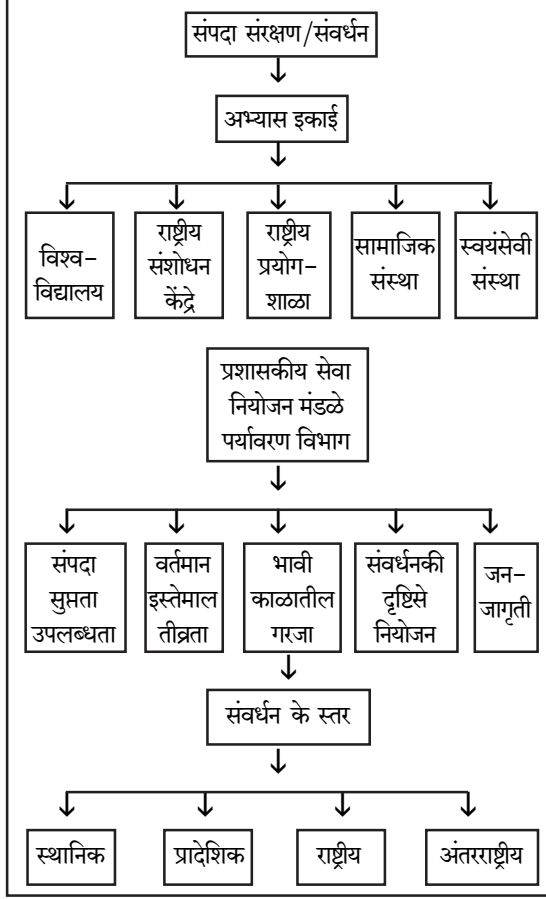 संपदा संरक्षण/संवर्धन
अभ्यास इकाई
विश्व-
विद्यालय
राष्ट्रीय
संशोधन
केंद्रे
राष्ट्रीय
प्रयोग-
शाळा
सामाजिक
संस्था
स्वयंसेवी
संस्था
प्रशासकीय सेवा
नियोजन मंडळे
पर्यावरण विभाग
संपदा
सुप्तता
उपलब्धता
वर्तमान
इस्तेमाल
तीव्रता
भावी
काळातील
गरजा
संवर्धनकी
दृष्टिसे
नियोजन
जन-
जागृती
संवर्धन के स्तर
स्थानिक
प्रादेशिक
राष्ट्रीय
अंतरराष्ट्रीय